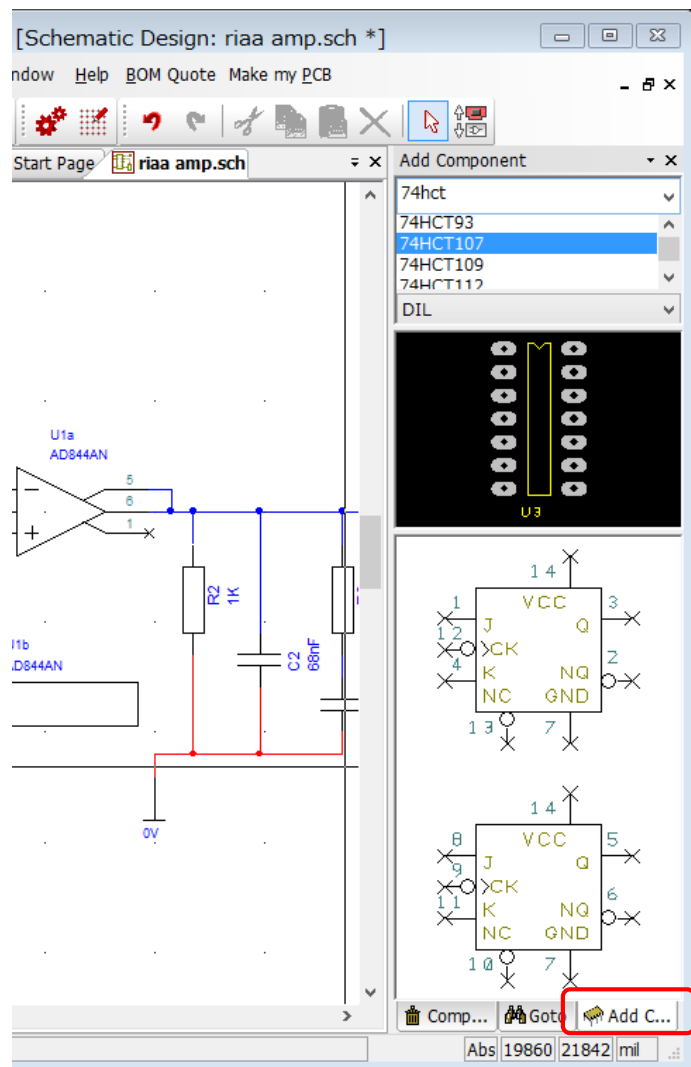 [Schematic Design: riaa amp.sch *]
ndow Help BOM Quote Make my PCB
Start Page riaa amp.sch
Add Component
74hct
74HCT93
74HCT107
74HCT109
74HCT112
DIL
U3
U1a
AD844AN
5
6
1
R2
1K
C2
68nF
J1b
D844AN
0V
14
1 VCC 3
J Q
12
CK
4 2
K NQ
NC GND
13 7
14
8 VCC 5
J Q
9
CK
11 6
K NQ
NC GND
10 7
Comp... Goto Add C...
Abs 19860 21842 mil